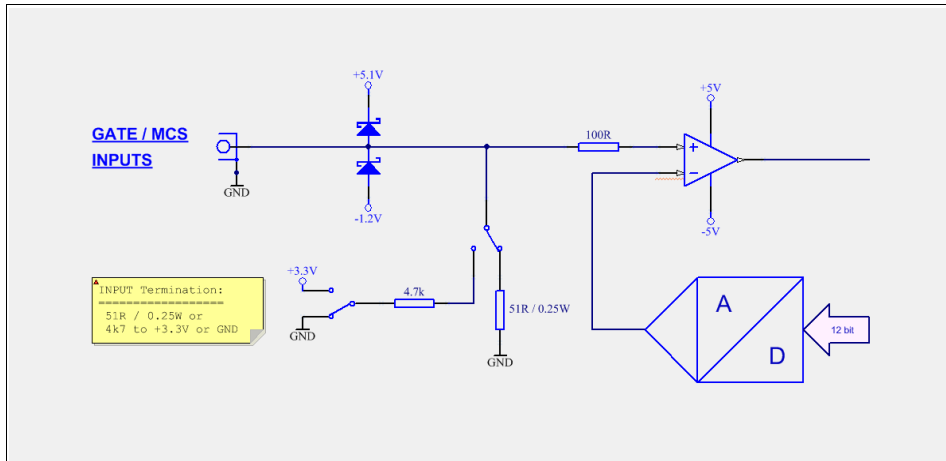 +5.1V
+5V
GATE / MCS
INPUTS
100R
+
−
GND
-1.2V
-5V
+3.3V
4.7k
INPUT Termination:
==================
51R / 0.25W or
4k7 to +3.3V or GND
51R / 0.25W
GND
GND
A
D
12 bit